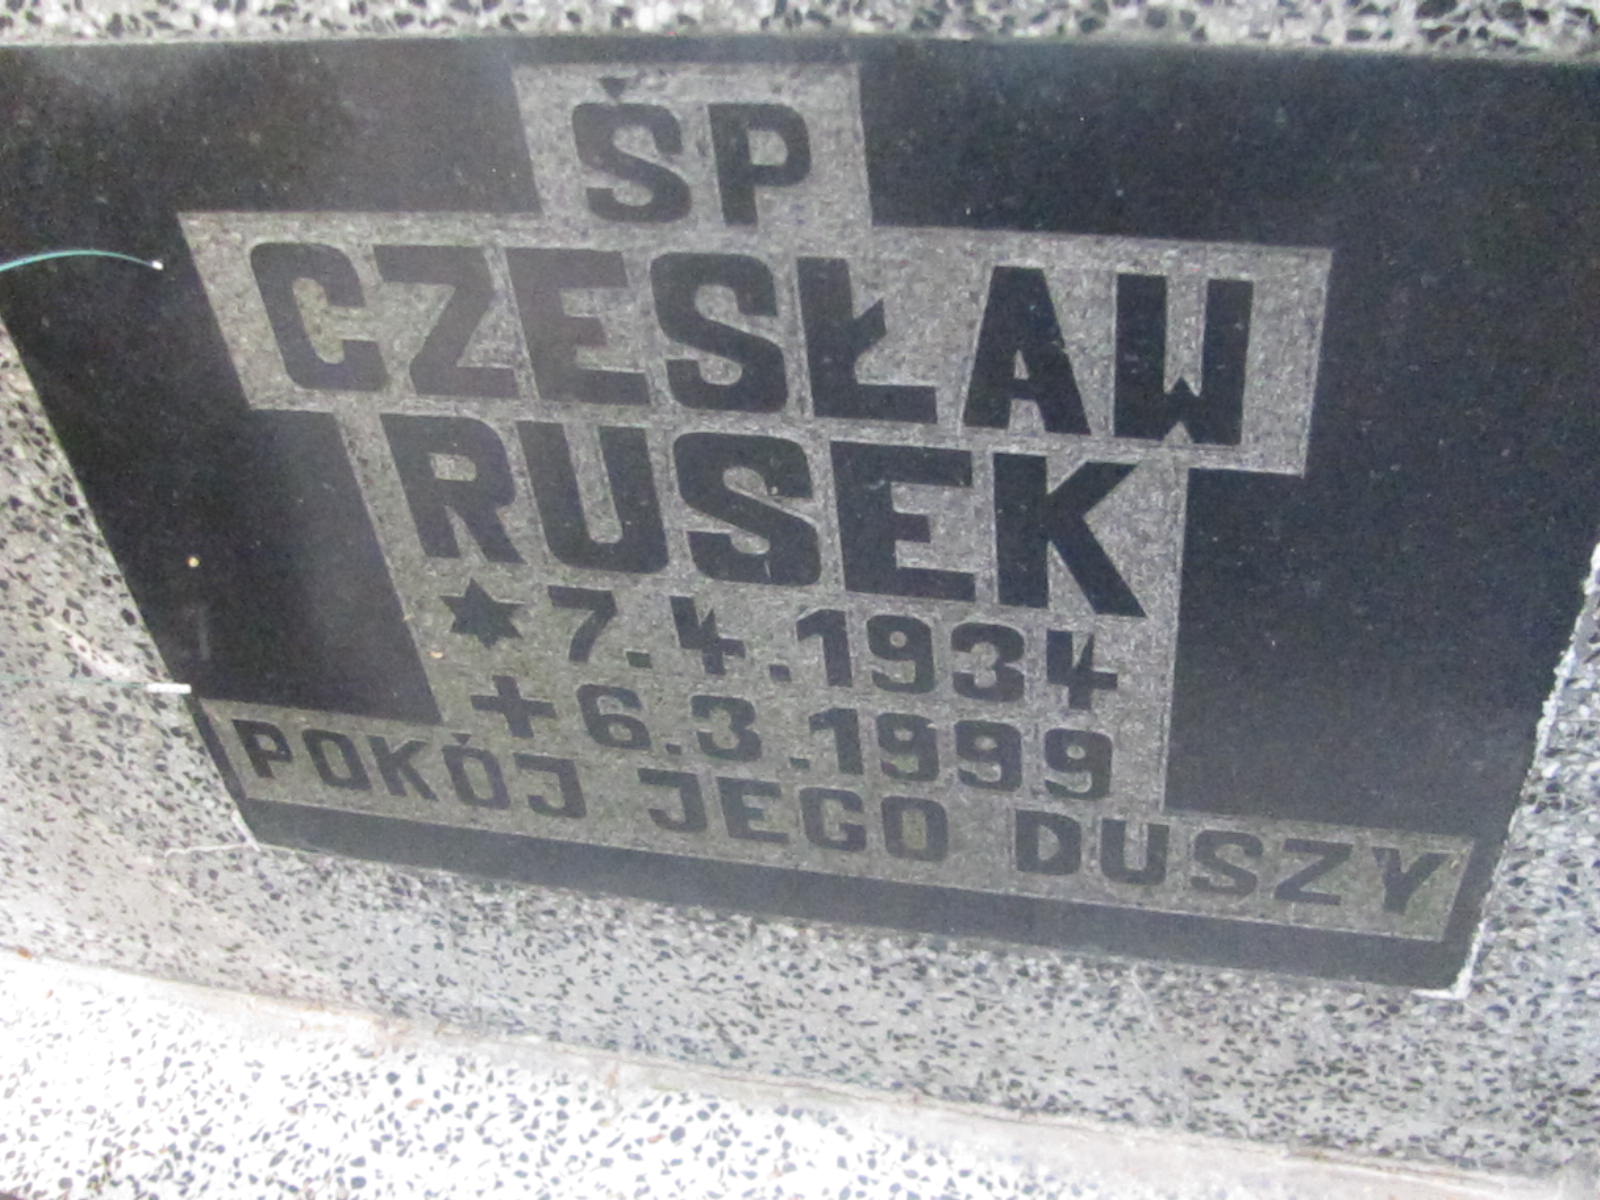 ŚP
CZESŁAW
RUSEK
* 7.4.1934
+ 6.3.1999
POKÓJ JEGO DUSZY